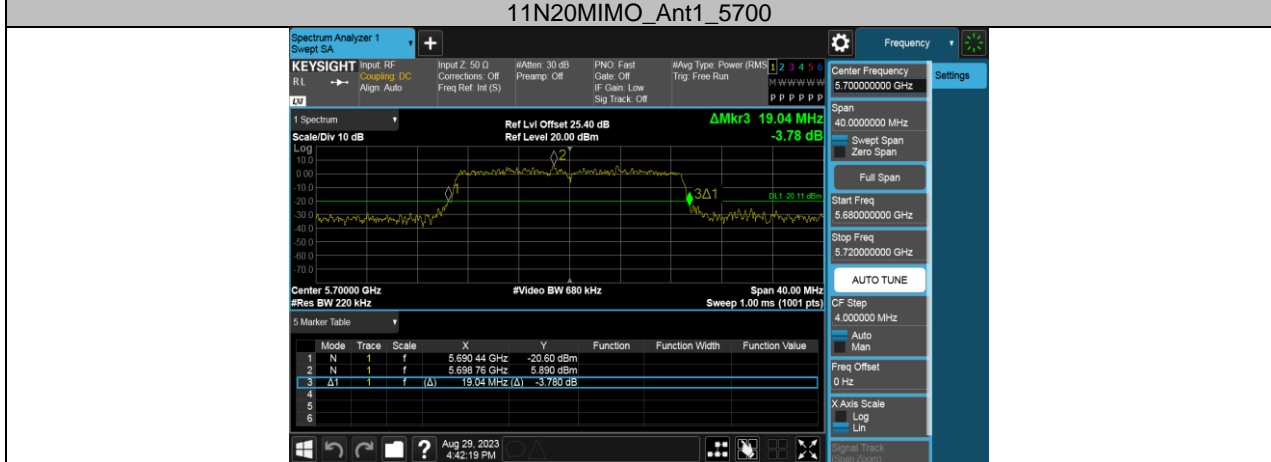 11N20MIMO_Ant1_5700
Spectrum Analyzer 1
Swept SA
+
Frequency
KEYSIGHT
Input: RF
Input Z: 50 Ω
#Atten: 30 dB
PNO: Fast
#Avg Type: Power (RMS
1 2 3 4 5 6
RL
Coupling: DC
Corrections: Off
Preamp: Off
Gate: Off
Trig: Free Run
M W W W W W
Align: Auto
Freq Ref: Int (S)
IF Gain: Low
Sig Track: Off
P P P P P P
LXI
Center Frequency
5.700000000 GHz
Settings
Span
40.0000000 MHz
Swept Span
Zero Span
Full Span
Start Freq
5.680000000 GHz
Stop Freq
5.720000000 GHz
AUTO TUNE
CF Step
4.000000 MHz
Auto
Man
Freq Offset
0 Hz
X Axis Scale
Log
Lin
Signal Track
(Span Zoom)
1 Spectrum
Ref Lvl Offset 25.40 dB
ΔMkr3 19.04 MHz
Scale/Div 10 dB
Ref Level 20.00 dBm
-3.78 dB
Log
10.0
0.00
-10.0
-20.0
-30.0
-40.0
-50.0
-60.0
-70.0
2
1
3Δ1
DL1 -20.11 dBm
Center 5.70000 GHz
#Video BW 680 kHz
Span 40.00 MHz
#Res BW 220 kHz
Sweep 1.00 ms (1001 pts)
5 Marker Table
Mode Trace Scale X Y Function Function Width Function Value
1 N 1 f 5.690 44 GHz -20.60 dBm
2 N 1 f 5.698 76 GHz 5.890 dBm
3 Δ1 1 f (Δ) 19.04 MHz (Δ) -3.780 dB
4
5
6
?
Aug 29, 2023
4:42:19 PM